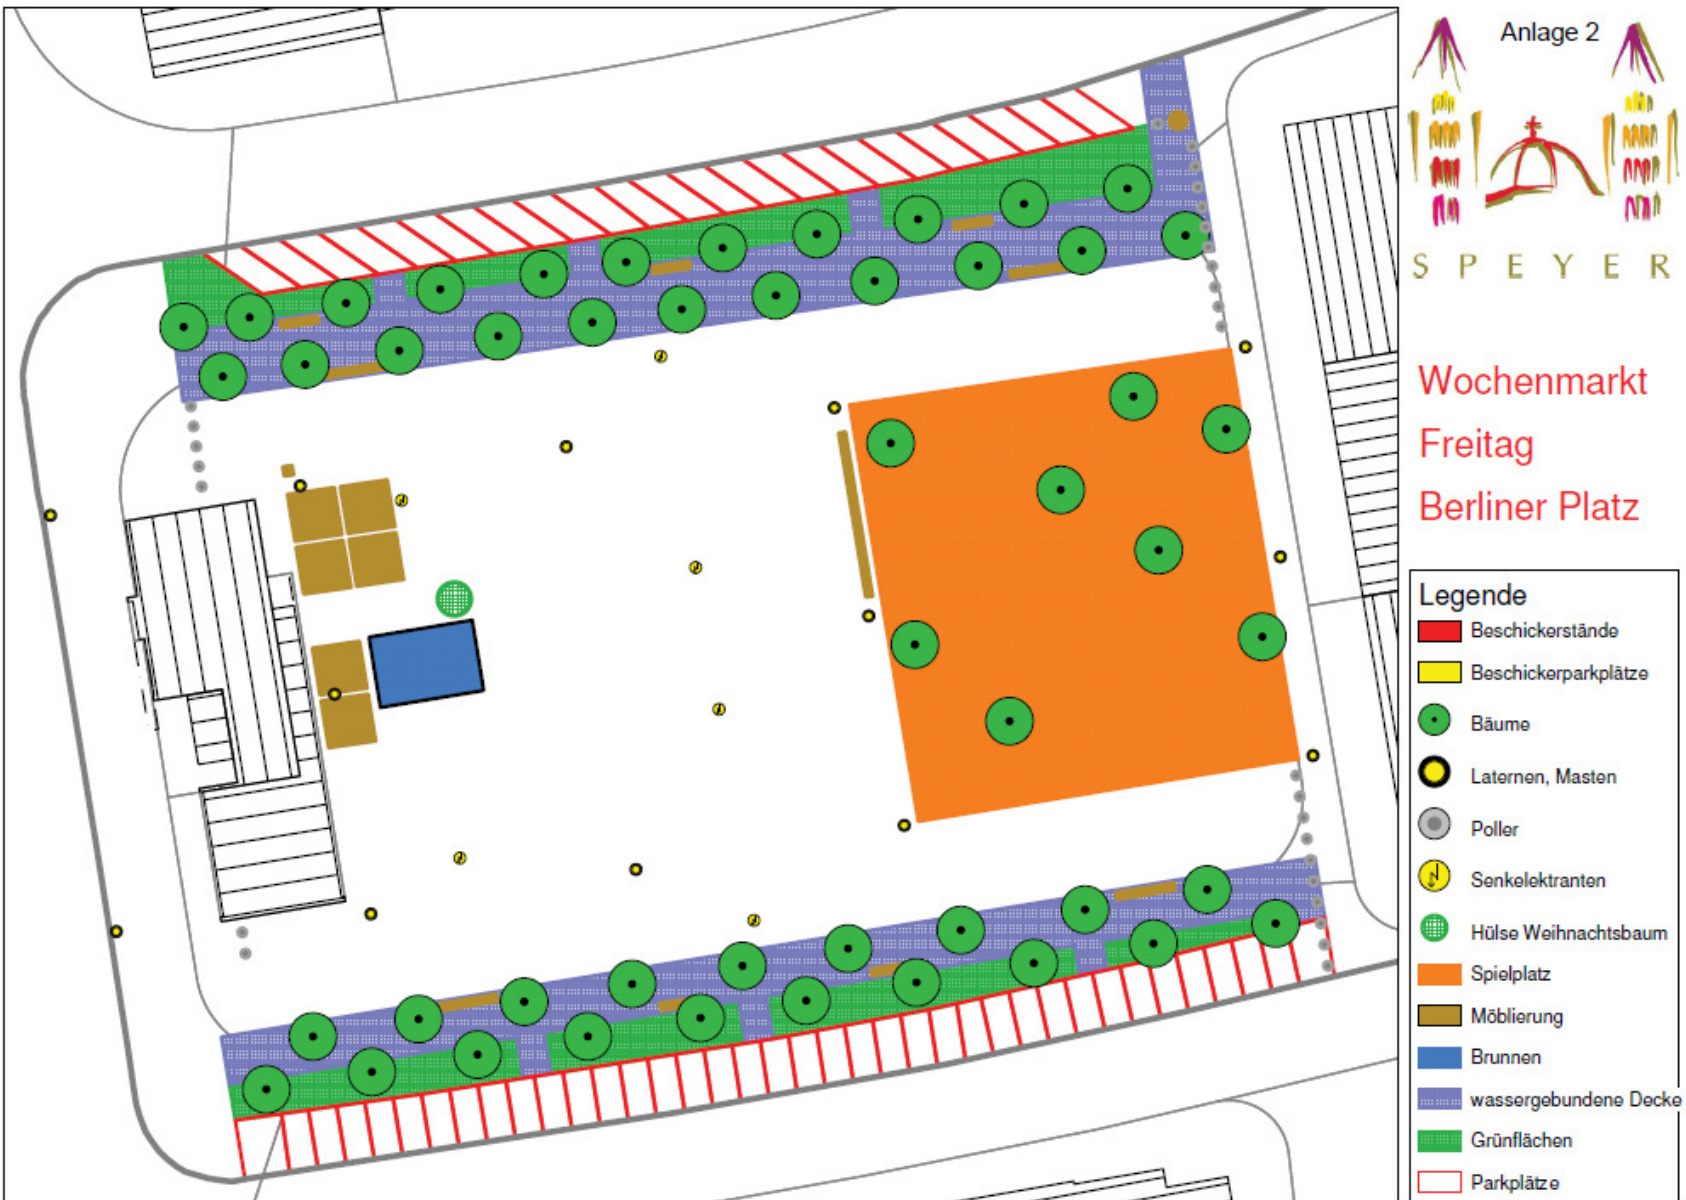 Anlage 2
SPEYER
Wochenmarkt
Freitag
Berliner Platz
Legende
Beschickerstände
Beschickerparkplätze
Bäume
Laternen, Masten
Poller
Senkelektranten
Hülse Weihnachtsbaum
Spielplatz
Möblierung
Brunnen
wassergebundene Decke
Grünflächen
Parkplätze